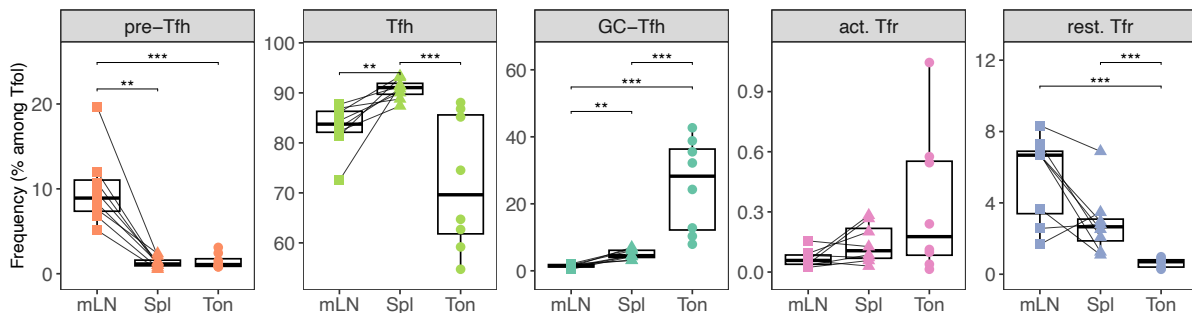 pre−Tfh Tfh GC−Tfh act. Tfr rest. Tfr
Frequency (% among Tfol)
*** ** 20 10 0 mLN Spl Ton
** *** 100 90 80 70 60 mLN Spl Ton
*** *** ** 60 40 20 0 mLN Spl Ton
0.9 0.6 0.3 0.0 mLN Spl Ton
*** *** 12 8 4 0 mLN Spl Ton